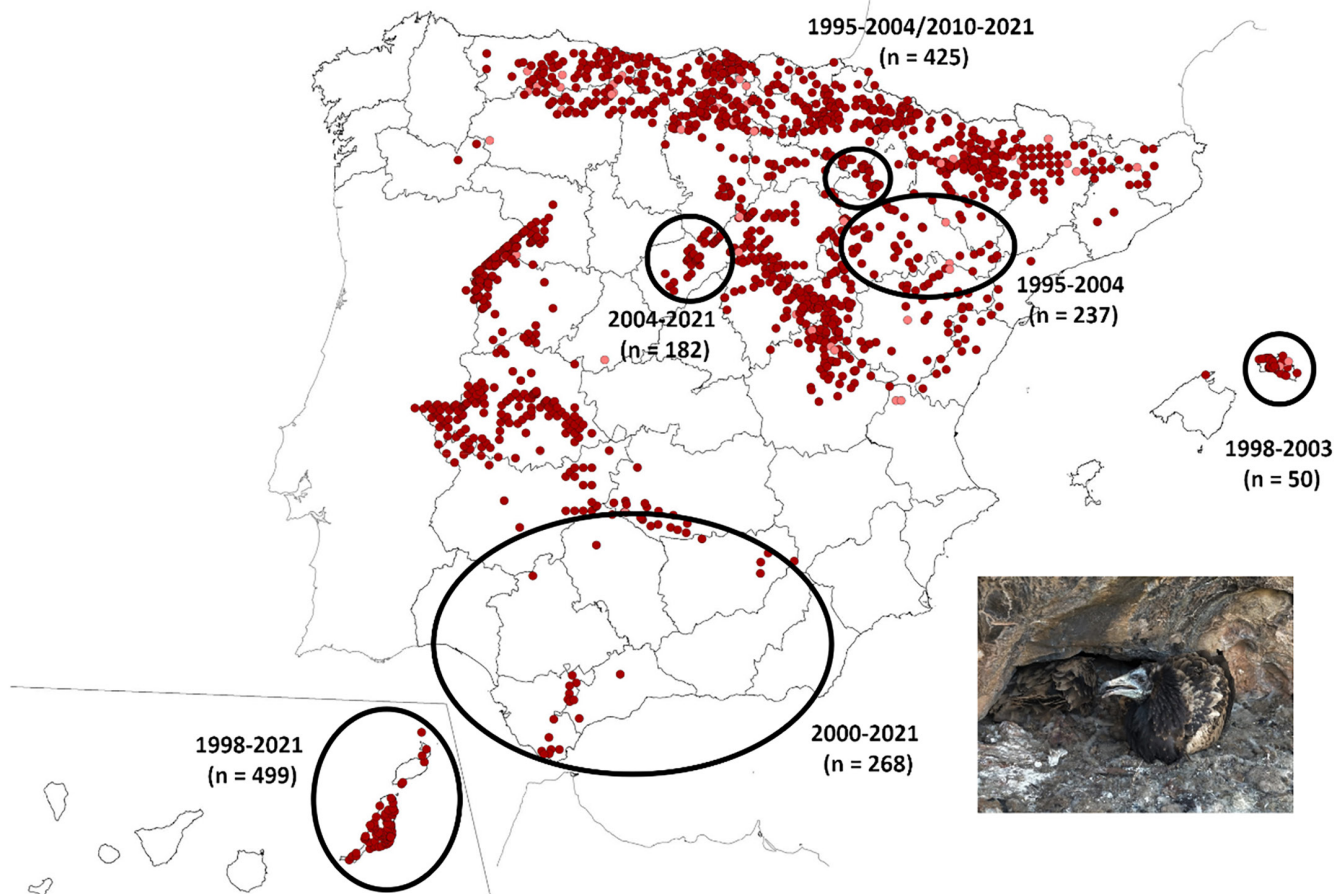 1995-2004/2010-2021
(n = 425)
1995-2004
(n = 237)
2004-2021
(n = 182)
1998-2003
(n = 50)
1998-2021
(n = 499)
2000-2021
(n = 268)